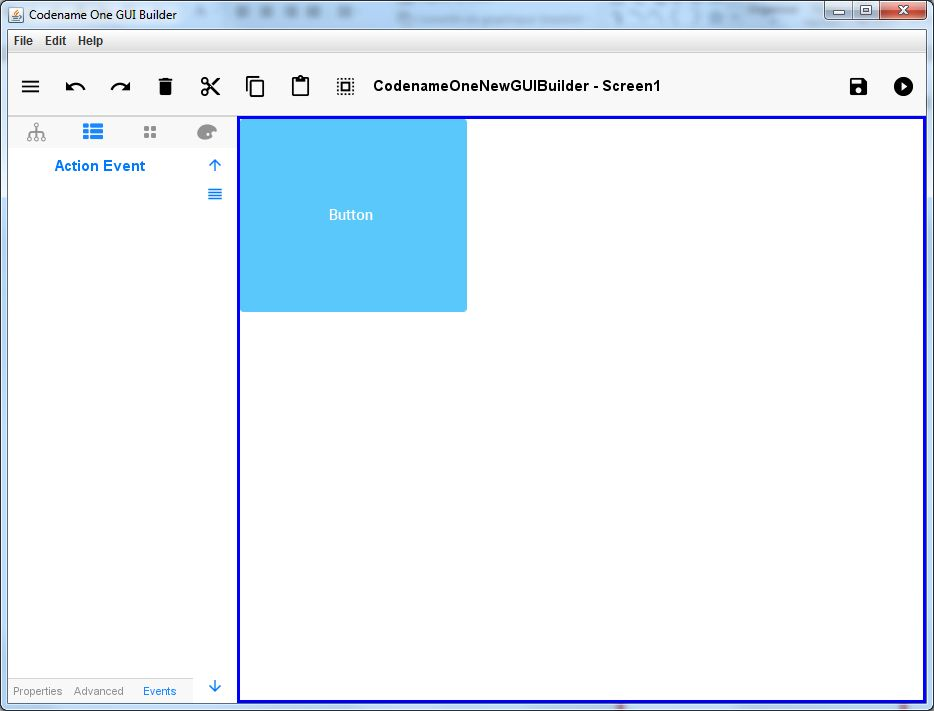 Codename One GUI Builder
File Edit Help
CodenameOneNewGUIBuilder - Screen1
Action Event
Button
Properties Advanced Events